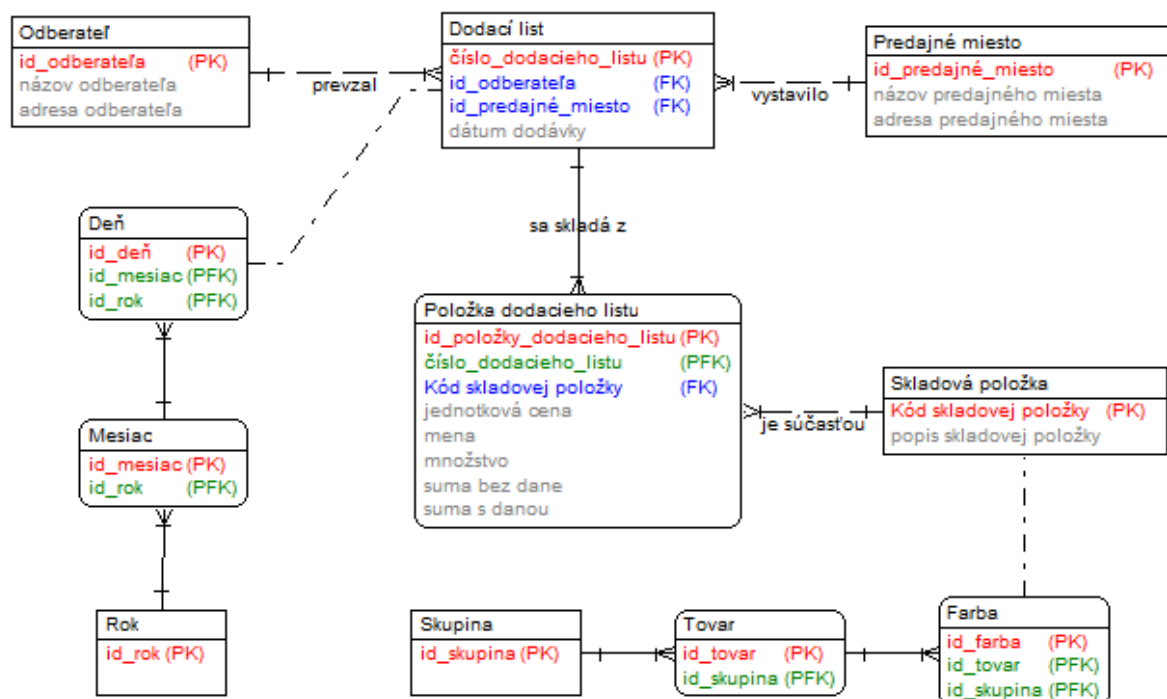 Odberateľ
id_odberateľa (PK)
názov odberateľa
adresa odberateľa
prevzal
Dodací list
číslo_dodacieho_listu (PK)
id_odberateľa (FK)
id_predajné_miesto (FK)
dátum dodávky
vystavilo
Predajné miesto
id_predajné_miesto (PK)
názov predajného miesta
adresa predajného miesta
sa skladá z
Deň
id_deň (PK)
id_mesiac (PFK)
id_rok (PFK)
Položka dodacieho listu
id_položky_dodacieho_listu (PK)
číslo_dodacieho_listu (PFK)
Kód skladovej položky (FK)
jednotková cena
mena
množstvo
suma bez dane
suma s danou
je súčasťou
Skladová položka
Kód skladovej položky (PK)
popis skladovej položky
Mesiac
id_mesiac (PK)
id_rok (PFK)
Rok
id_rok (PK)
Skupina
id_skupina (PK)
Tovar
id_tovar (PK)
id_skupina (PFK)
Farba
id_farba (PK)
id_tovar (PFK)
id_skupina (PFK)